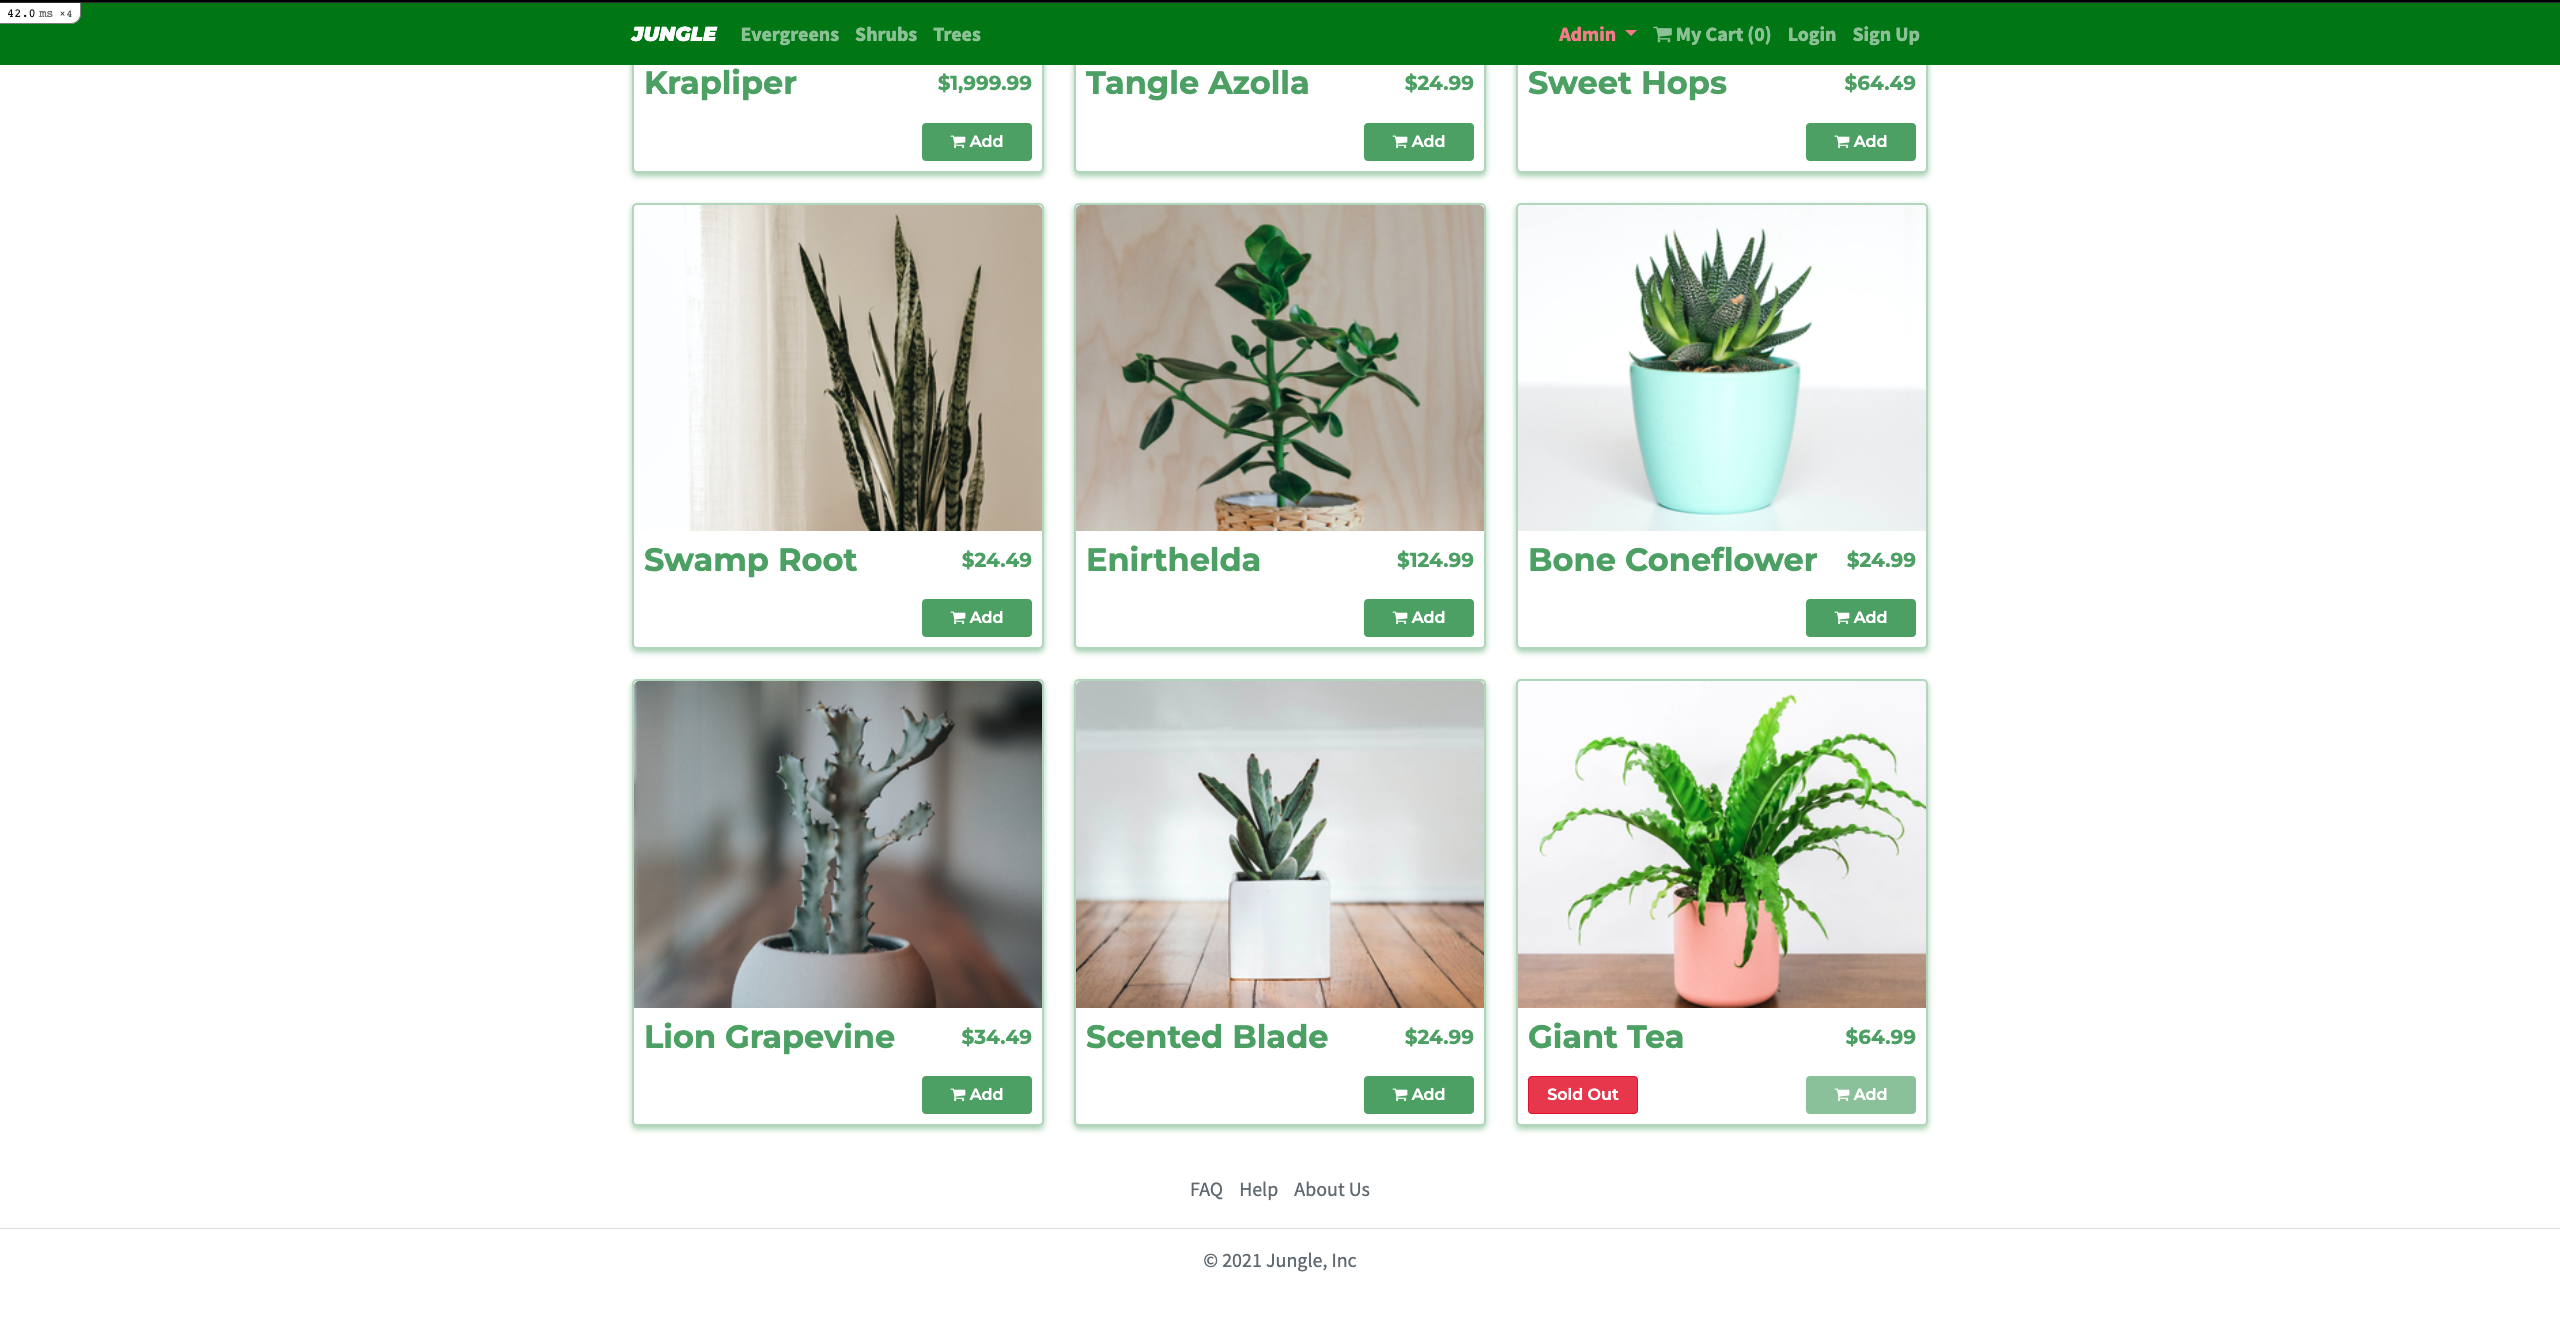 42.0 ms ×4
JUNGLE Evergreens Shrubs Trees Admin My Cart (0) Login Sign Up
Krapliper $1,999.99 Tangle Azolla $24.99 Sweet Hops $64.49
Add Add Add
Swamp Root $24.49 Enirthelda $124.99 Bone Coneflower $24.99
Add Add Add
Lion Grapevine $34.49 Scented Blade $24.99 Giant Tea $64.99
Add Add Sold Out Add
FAQ Help About Us
© 2021 Jungle, Inc